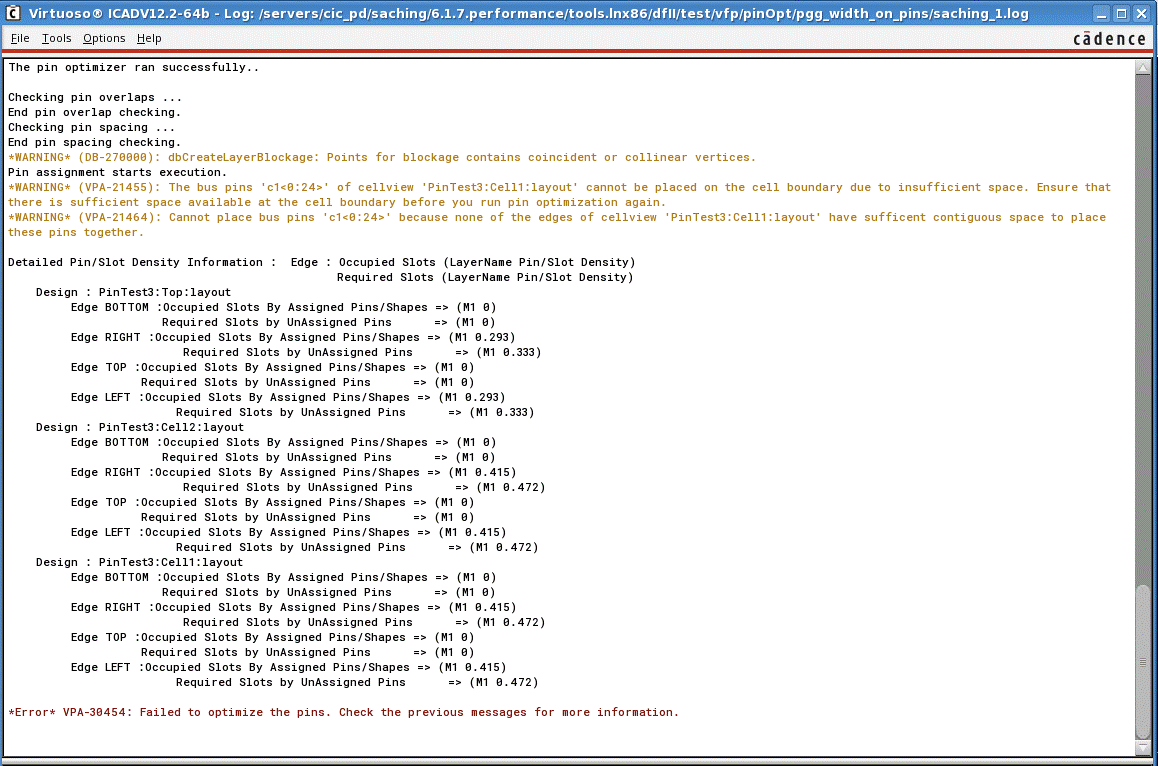 Virtuoso® ICADV12.2-64b - Log: /servers/cic_pd/saching/6.1.7.performance/tools.lnx86/dfII/test/vfp/pinOpt/pgg_width_on_pins/saching_1.log
File Tools Options Help
cādence
The pin optimizer ran successfully..
Checking pin overlaps ...
End pin overlap checking.
Checking pin spacing ...
End pin spacing checking.
*WARNING* (DB-270000): dbCreateLayerBlockage: Points for blockage contains coincident or collinear vertices.
Pin assignment starts execution.
*WARNING* (VPA-21455): The bus pins 'c1<0:24>' of cellview 'PinTest3:Cell1:layout' cannot be placed on the cell boundary due to insufficient space. Ensure that
there is sufficient space available at the cell boundary before you run pin optimization again.
*WARNING* (VPA-21464): Cannot place bus pins 'c1<0:24>' because none of the edges of cellview 'PinTest3:Cell1:layout' have sufficent contiguous space to place
these pins together.
Detailed Pin/Slot Density Information :  Edge : Occupied Slots (LayerName Pin/Slot Density)
Required Slots (LayerName Pin/Slot Density)
Design : PinTest3:Top:layout
Edge BOTTOM :Occupied Slots By Assigned Pins/Shapes => (M1 0)
Required Slots by UnAssigned Pins => (M1 0)
Edge RIGHT :Occupied Slots By Assigned Pins/Shapes => (M1 0.293)
Required Slots by UnAssigned Pins => (M1 0.333)
Edge TOP :Occupied Slots By Assigned Pins/Shapes => (M1 0)
Required Slots by UnAssigned Pins => (M1 0)
Edge LEFT :Occupied Slots By Assigned Pins/Shapes => (M1 0.293)
Required Slots by UnAssigned Pins => (M1 0.333)
Design : PinTest3:Cell2:layout
Edge BOTTOM :Occupied Slots By Assigned Pins/Shapes => (M1 0)
Required Slots by UnAssigned Pins => (M1 0)
Edge RIGHT :Occupied Slots By Assigned Pins/Shapes => (M1 0.415)
Required Slots by UnAssigned Pins => (M1 0.472)
Edge TOP :Occupied Slots By Assigned Pins/Shapes => (M1 0)
Required Slots by UnAssigned Pins => (M1 0)
Edge LEFT :Occupied Slots By Assigned Pins/Shapes => (M1 0.415)
Required Slots by UnAssigned Pins => (M1 0.472)
Design : PinTest3:Cell1:layout
Edge BOTTOM :Occupied Slots By Assigned Pins/Shapes => (M1 0)
Required Slots by UnAssigned Pins => (M1 0)
Edge RIGHT :Occupied Slots By Assigned Pins/Shapes => (M1 0.415)
Required Slots by UnAssigned Pins => (M1 0.472)
Edge TOP :Occupied Slots By Assigned Pins/Shapes => (M1 0)
Required Slots by UnAssigned Pins => (M1 0)
Edge LEFT :Occupied Slots By Assigned Pins/Shapes => (M1 0.415)
Required Slots by UnAssigned Pins => (M1 0.472)
*Error* VPA-30454: Failed to optimize the pins. Check the previous messages for more information.